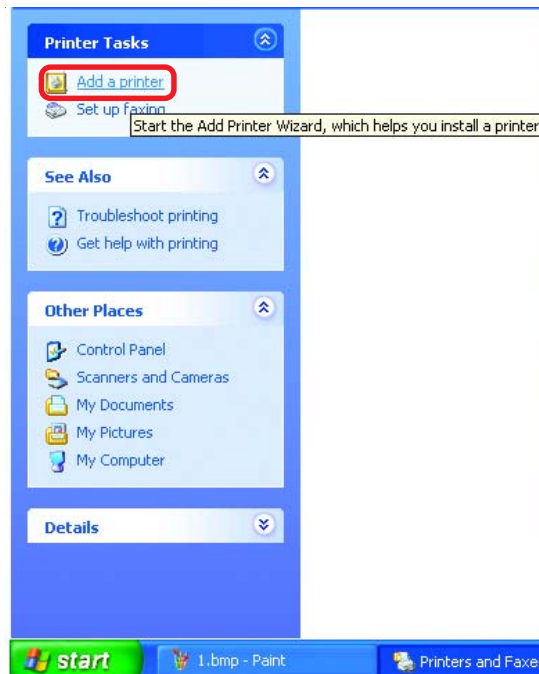 Printer Tasks
Add a printer
Set up faxing
Start the Add Printer Wizard, which helps you install a printer
See Also
Troubleshoot printing
Get help with printing
Other Places
Control Panel
Scanners and Cameras
My Documents
My Pictures
My Computer
Details
start
1.bmp - Paint
Printers and Faxe